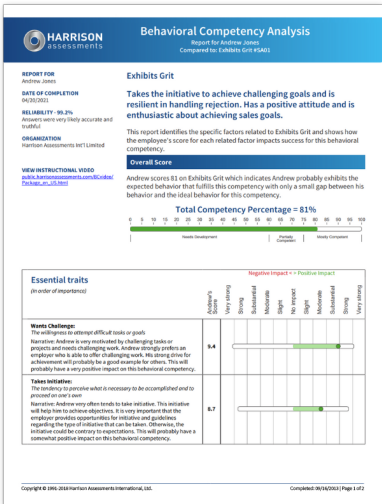 HARRISON
assessments
Behavioral Competency Analysis
Report for Andrew Jones
Compared to: Exhibits Grit #SA01
REPORT FOR
Andrew Jones
DATE OF COMPLETION
04/20/2021
RELIABILITY - 99.2%
Answers were very likely accurate and
truthful
ORGANIZATION
Harrison Assessments Int'l Limited
VIEW INSTRUCTIONAL VIDEO
Package_en_US.html
Exhibits Grit
Takes the initiative to achieve challenging goals and is
resilient in handling rejection. Has a positive attitude and is
enthusiastic about achieving sales goals.
This report identifies the specific factors related to Exhibits Grit and shows how
the employee's score for each related factor impacts success for this behavioral
competency.
Overall Score
Andrew scores 81 on Exhibits Grit which indicates Andrew probably exhibits the
expected behavior that fulfills this competency with only a small gap between his
behavior and the ideal behavior for this competency.
Total Competency Percentage = 81%
0 5 10 15 20 25 30 35 40 45 50 55 60 65 70 75 80 85 90 95 100
Needs Development
Partially
Competent
Mostly Competent
Essential traits
(in order of importance)
Negative Impact = = Positive Impact
Andrew's
Score
Very strong
Strong
Substantial
Moderate
Slight
No impact
Slight
Moderate
Substantial
Strong
Very strong
Wants Challenge:
The willingness to attempt difficult tasks or goals
Narrative: Andrew is very motivated by challenging tasks or
projects and needs challenging work. Andrew strongly prefers an
employer who is able to offer challenging work. His strong drive for
achievement will probably be a good example for others. This will
probably have a very positive impact on this behavioral competency.
9.4
Takes Initiative:
The tendency to perceive what is necessary to be accomplished and to
proceed on one's own
Narrative: Andrew very often tends to take initiative. This initiative
will help him to achieve objectives. It is very important that the
employer provides opportunities for initiative and guidelines
regarding the type of initiative that can be taken. Otherwise, the
initiative could be contrary to expectations. This will probably have a
somewhat positive impact on this behavioral competency.
8.7
Copyright © 1991-2018 Harrison Assessments International, Ltd.
Completed: 09/16/2013 | Page 1 of 2